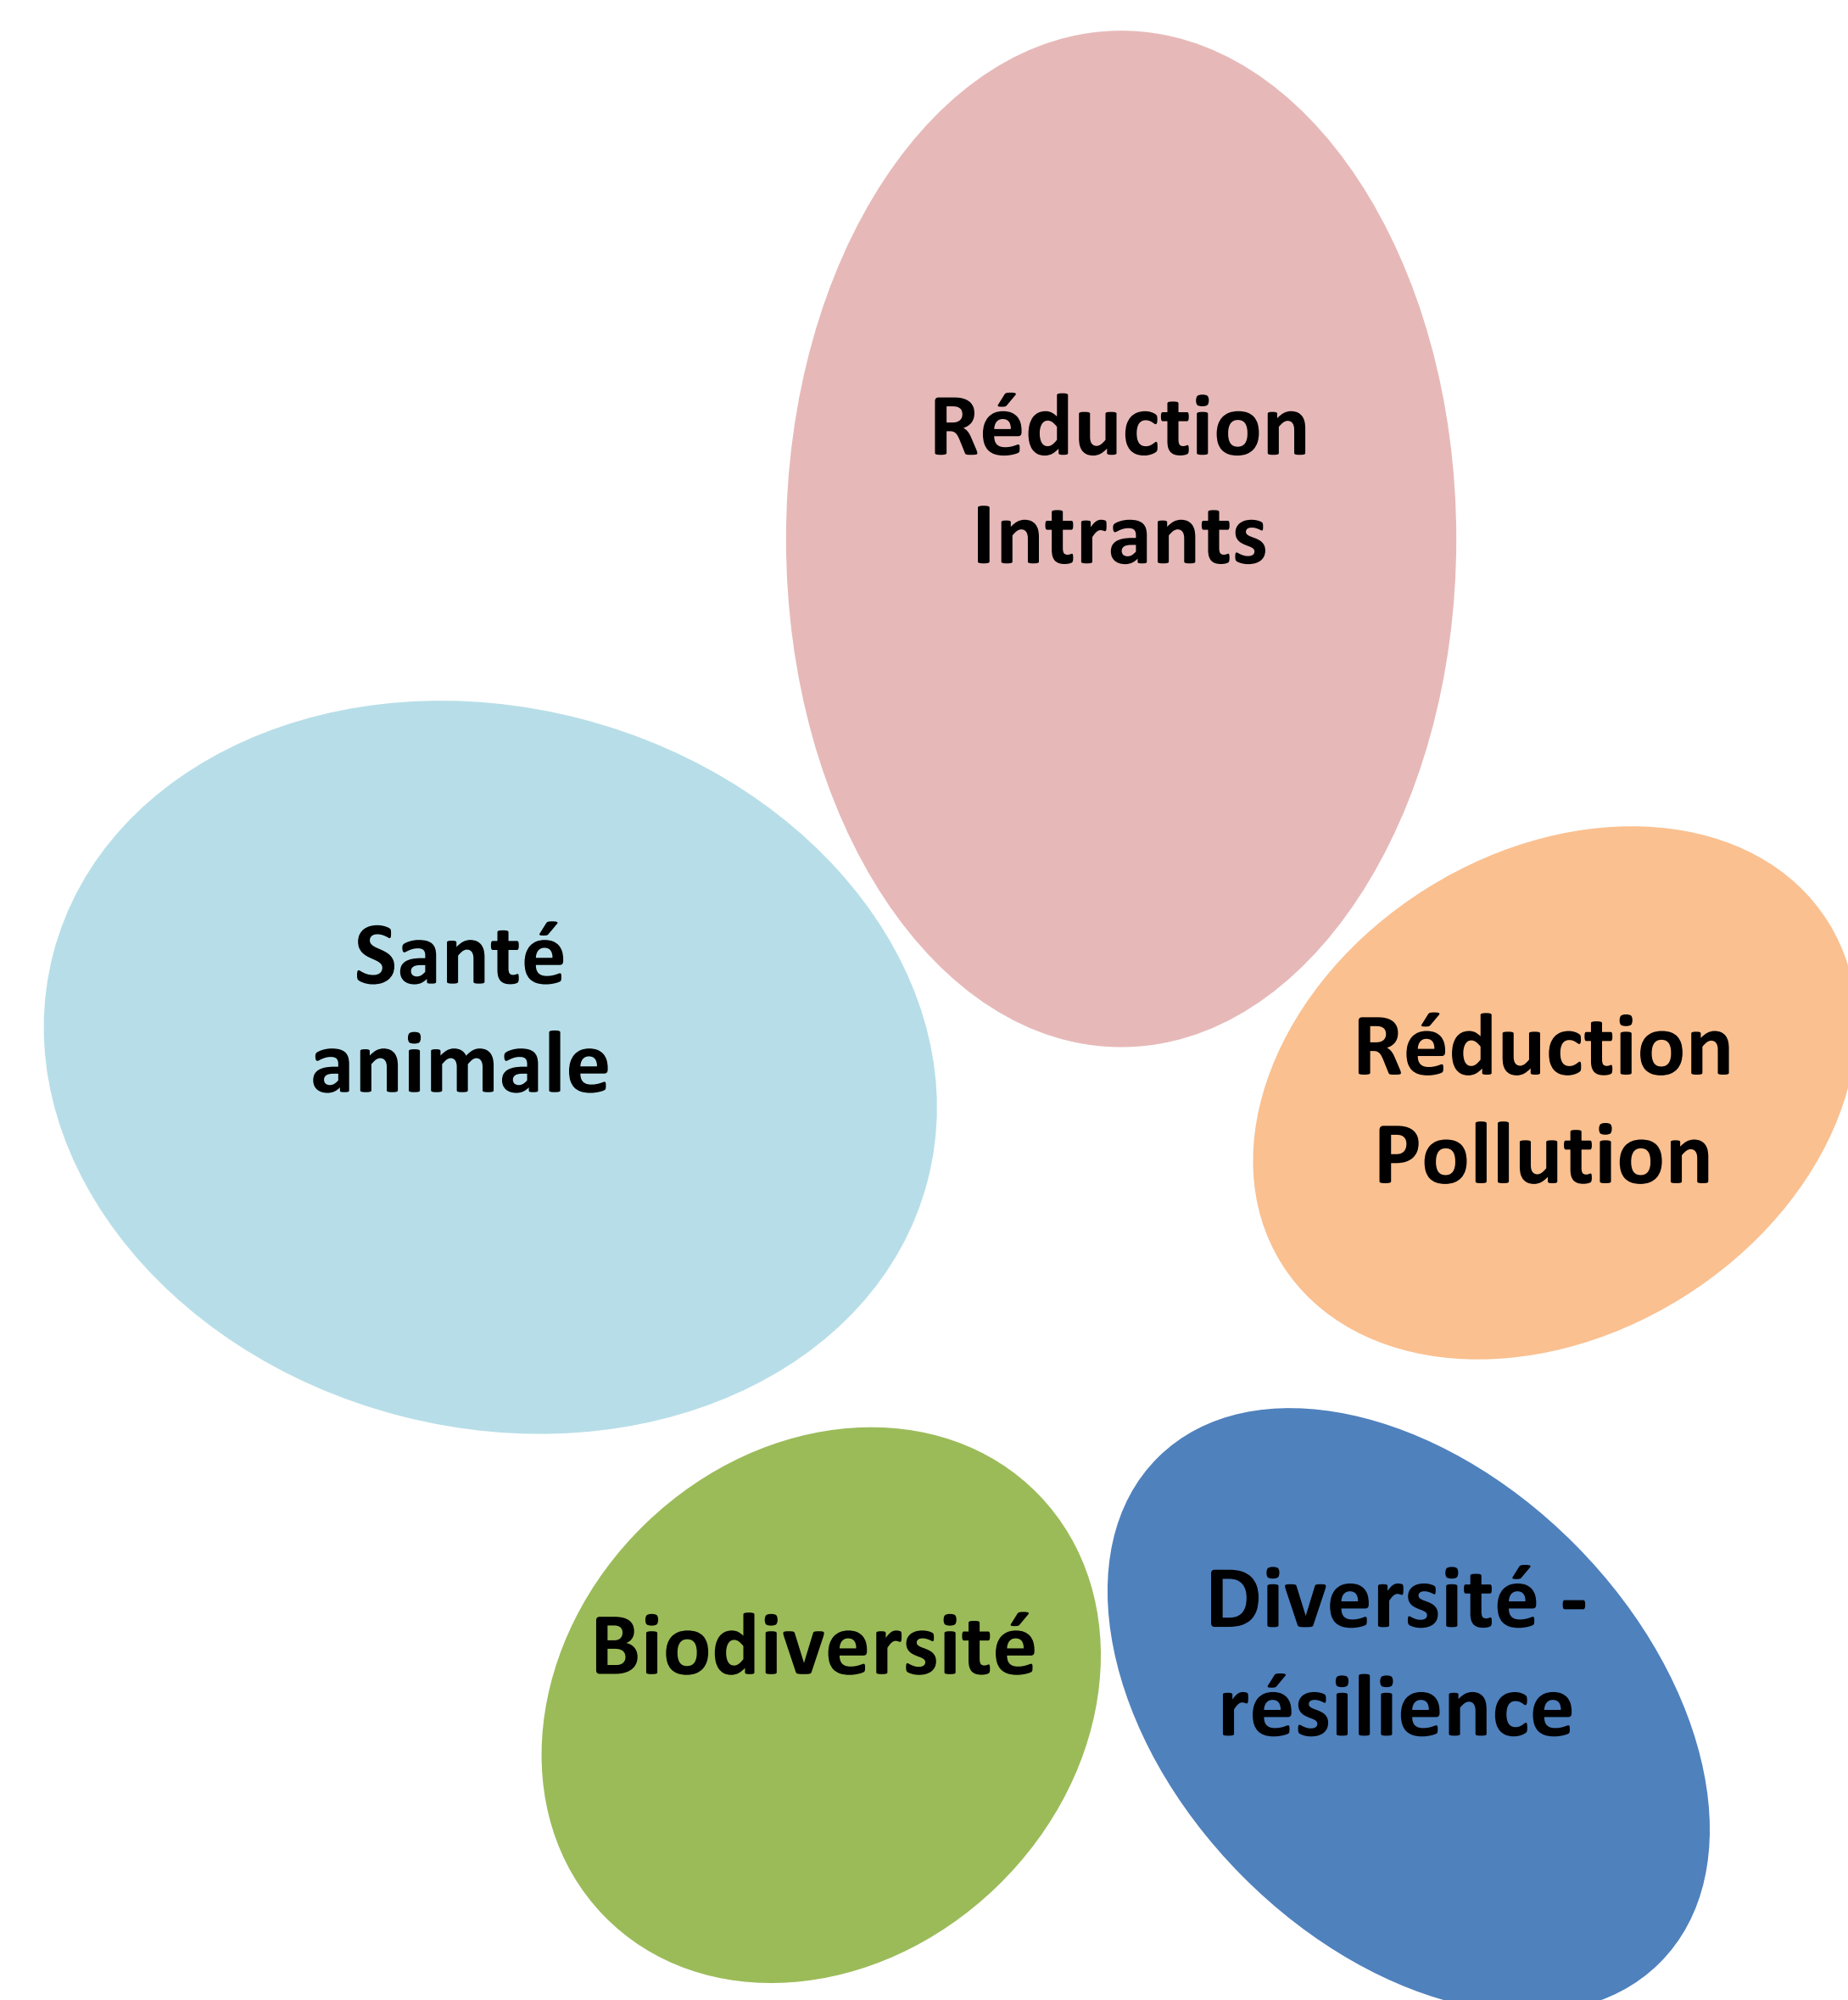 Réduction
Intrants
Santé
animale
Réduction
Pollution
Biodiversité
Diversité -
résilience